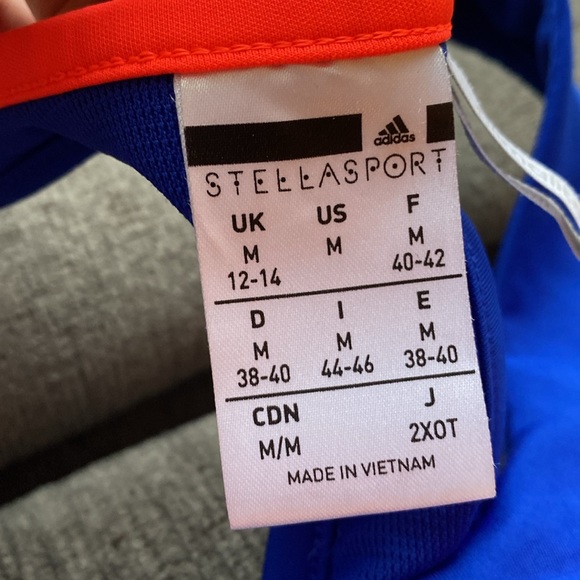 adidas
STELLASPORT
UK US F
M M M
12-14 40-42
D I E
M M M
38-40 44-46 38-40
CDN J
M/M 2XOT
MADE IN VIETNAM